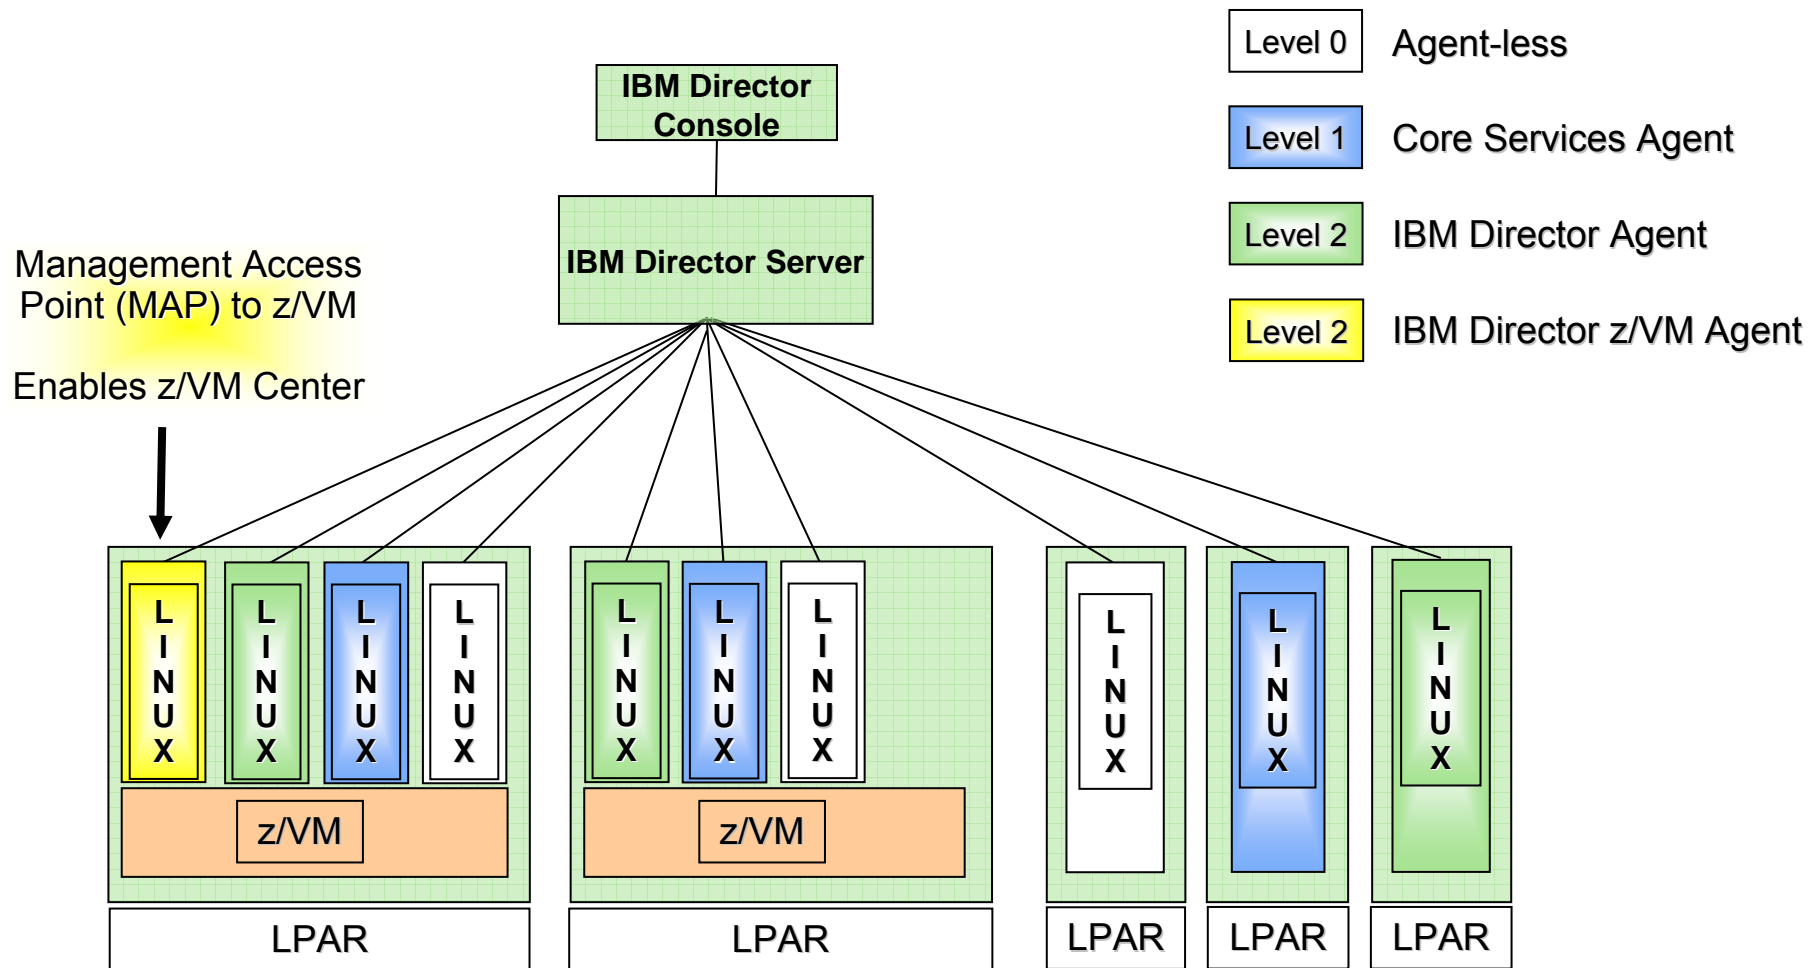 Level 0 Agent-less
IBM Director
Console
Level 1 Core Services Agent
IBM Director Server
Level 2 IBM Director Agent
Management Access
Point (MAP) to z/VM
Level 2 IBM Director z/VM Agent
Enables z/VM Center
LINUX
LINUX
LINUX
LINUX
z/VM
LPAR
LINUX
LINUX
LINUX
z/VM
LPAR
LINUX
LPAR
LINUX
LPAR
LINUX
LPAR